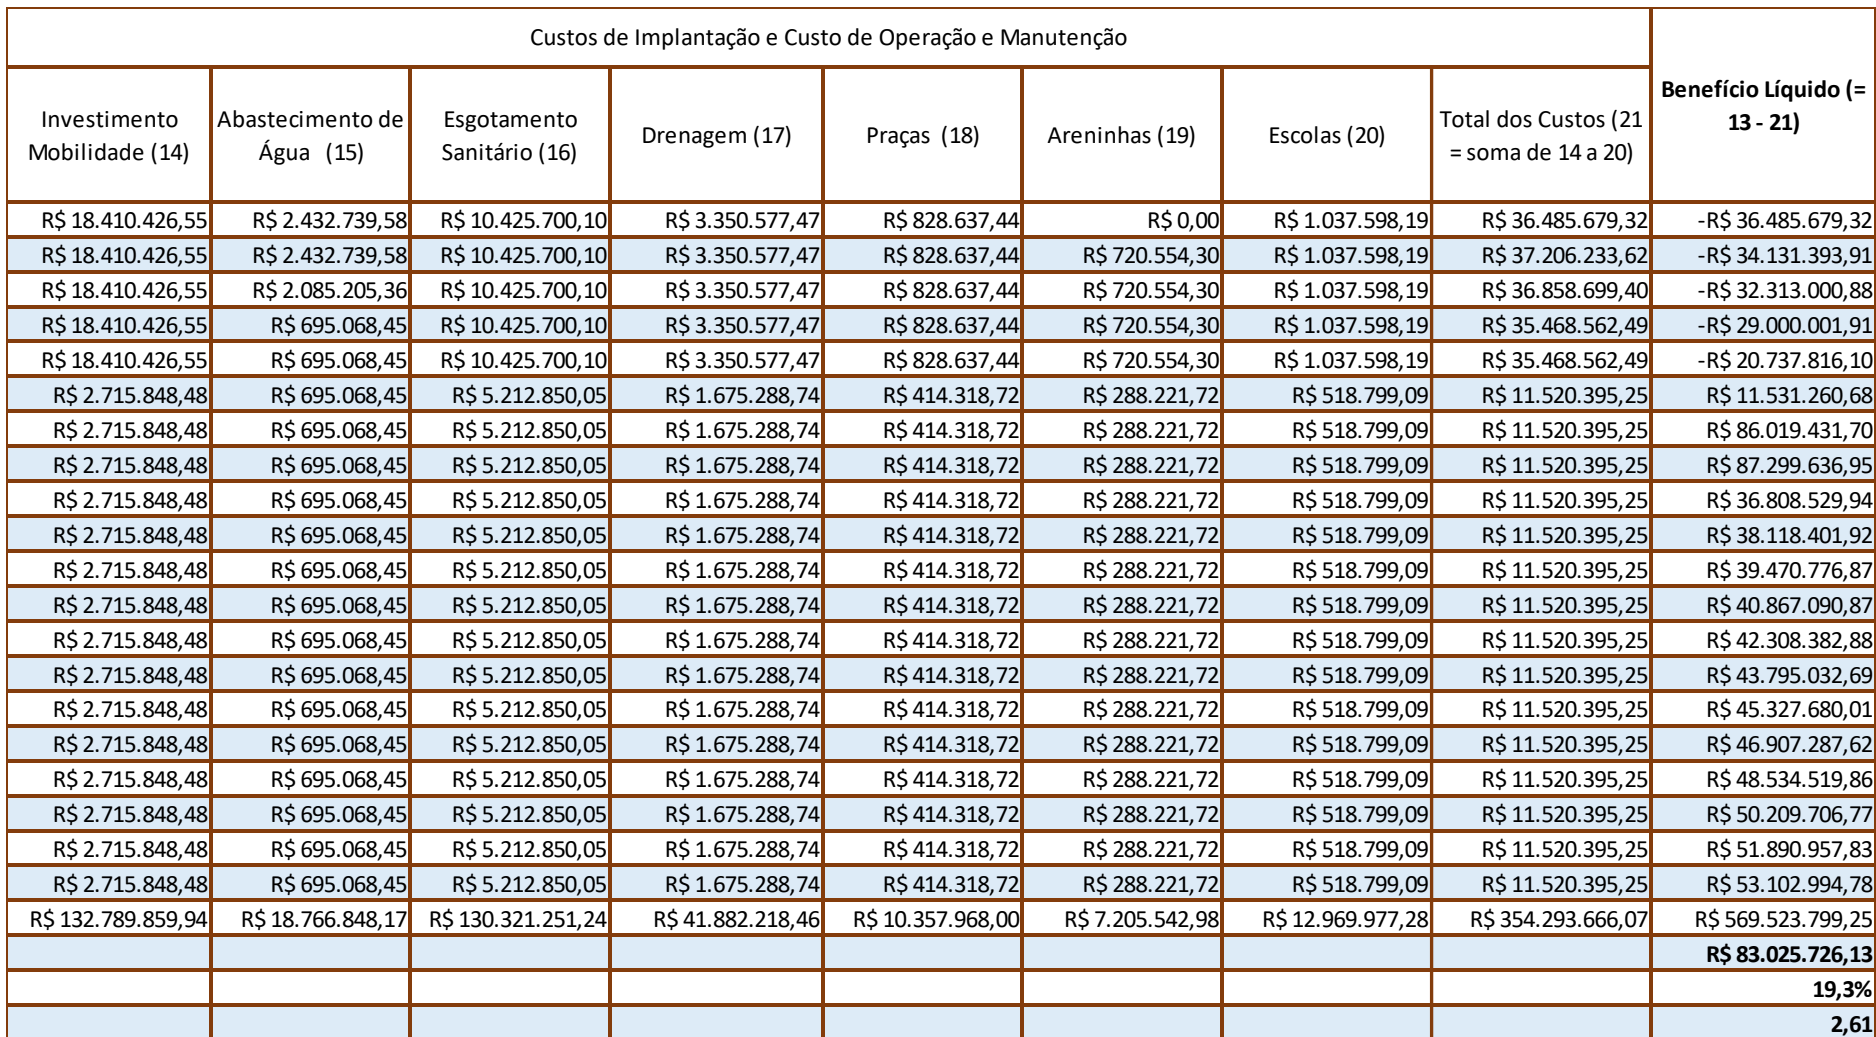 Custos de Implantação e Custo de Operação e Manutenção
Benefício Líquido (= 13 - 21)
Investimento Mobilidade (14) Abastecimento de Água (15) Esgotamento Sanitário (16) Drenagem (17) Praças (18) Areninhas (19) Escolas (20) Total dos Custos (21 = soma de 14 a 20)
R$ 18.410.426,55 R$ 2.432.739,58 R$ 10.425.700,10 R$ 3.350.577,47 R$ 828.637,44 R$ 0,00 R$ 1.037.598,19 R$ 36.485.679,32 -R$ 36.485.679,32
R$ 18.410.426,55 R$ 2.432.739,58 R$ 10.425.700,10 R$ 3.350.577,47 R$ 828.637,44 R$ 720.554,30 R$ 1.037.598,19 R$ 37.206.233,62 -R$ 34.131.393,91
R$ 18.410.426,55 R$ 2.085.205,36 R$ 10.425.700,10 R$ 3.350.577,47 R$ 828.637,44 R$ 720.554,30 R$ 1.037.598,19 R$ 36.858.699,40 -R$ 32.313.000,88
R$ 18.410.426,55 R$ 695.068,45 R$ 10.425.700,10 R$ 3.350.577,47 R$ 828.637,44 R$ 720.554,30 R$ 1.037.598,19 R$ 35.468.562,49 -R$ 29.000.001,91
R$ 18.410.426,55 R$ 695.068,45 R$ 10.425.700,10 R$ 3.350.577,47 R$ 828.637,44 R$ 720.554,30 R$ 1.037.598,19 R$ 35.468.562,49 -R$ 20.737.816,10
R$ 2.715.848,48 R$ 695.068,45 R$ 5.212.850,05 R$ 1.675.288,74 R$ 414.318,72 R$ 288.221,72 R$ 518.799,09 R$ 11.520.395,25 R$ 11.531.260,68
R$ 2.715.848,48 R$ 695.068,45 R$ 5.212.850,05 R$ 1.675.288,74 R$ 414.318,72 R$ 288.221,72 R$ 518.799,09 R$ 11.520.395,25 R$ 86.019.431,70
R$ 2.715.848,48 R$ 695.068,45 R$ 5.212.850,05 R$ 1.675.288,74 R$ 414.318,72 R$ 288.221,72 R$ 518.799,09 R$ 11.520.395,25 R$ 87.299.636,95
R$ 2.715.848,48 R$ 695.068,45 R$ 5.212.850,05 R$ 1.675.288,74 R$ 414.318,72 R$ 288.221,72 R$ 518.799,09 R$ 11.520.395,25 R$ 36.808.529,94
R$ 2.715.848,48 R$ 695.068,45 R$ 5.212.850,05 R$ 1.675.288,74 R$ 414.318,72 R$ 288.221,72 R$ 518.799,09 R$ 11.520.395,25 R$ 38.118.401,92
R$ 2.715.848,48 R$ 695.068,45 R$ 5.212.850,05 R$ 1.675.288,74 R$ 414.318,72 R$ 288.221,72 R$ 518.799,09 R$ 11.520.395,25 R$ 39.470.776,87
R$ 2.715.848,48 R$ 695.068,45 R$ 5.212.850,05 R$ 1.675.288,74 R$ 414.318,72 R$ 288.221,72 R$ 518.799,09 R$ 11.520.395,25 R$ 40.867.090,87
R$ 2.715.848,48 R$ 695.068,45 R$ 5.212.850,05 R$ 1.675.288,74 R$ 414.318,72 R$ 288.221,72 R$ 518.799,09 R$ 11.520.395,25 R$ 42.308.382,88
R$ 2.715.848,48 R$ 695.068,45 R$ 5.212.850,05 R$ 1.675.288,74 R$ 414.318,72 R$ 288.221,72 R$ 518.799,09 R$ 11.520.395,25 R$ 43.795.032,69
R$ 2.715.848,48 R$ 695.068,45 R$ 5.212.850,05 R$ 1.675.288,74 R$ 414.318,72 R$ 288.221,72 R$ 518.799,09 R$ 11.520.395,25 R$ 45.327.680,01
R$ 2.715.848,48 R$ 695.068,45 R$ 5.212.850,05 R$ 1.675.288,74 R$ 414.318,72 R$ 288.221,72 R$ 518.799,09 R$ 11.520.395,25 R$ 46.907.287,62
R$ 2.715.848,48 R$ 695.068,45 R$ 5.212.850,05 R$ 1.675.288,74 R$ 414.318,72 R$ 288.221,72 R$ 518.799,09 R$ 11.520.395,25 R$ 48.534.519,86
R$ 2.715.848,48 R$ 695.068,45 R$ 5.212.850,05 R$ 1.675.288,74 R$ 414.318,72 R$ 288.221,72 R$ 518.799,09 R$ 11.520.395,25 R$ 50.209.706,77
R$ 2.715.848,48 R$ 695.068,45 R$ 5.212.850,05 R$ 1.675.288,74 R$ 414.318,72 R$ 288.221,72 R$ 518.799,09 R$ 11.520.395,25 R$ 51.890.957,83
R$ 2.715.848,48 R$ 695.068,45 R$ 5.212.850,05 R$ 1.675.288,74 R$ 414.318,72 R$ 288.221,72 R$ 518.799,09 R$ 11.520.395,25 R$ 53.102.994,78
R$ 132.789.859,94 R$ 18.766.848,17 R$ 130.321.251,24 R$ 41.882.218,46 R$ 10.357.968,00 R$ 7.205.542,98 R$ 12.969.977,28 R$ 354.293.666,07 R$ 569.523.799,25
R$ 83.025.726,13
19,3%
2,61